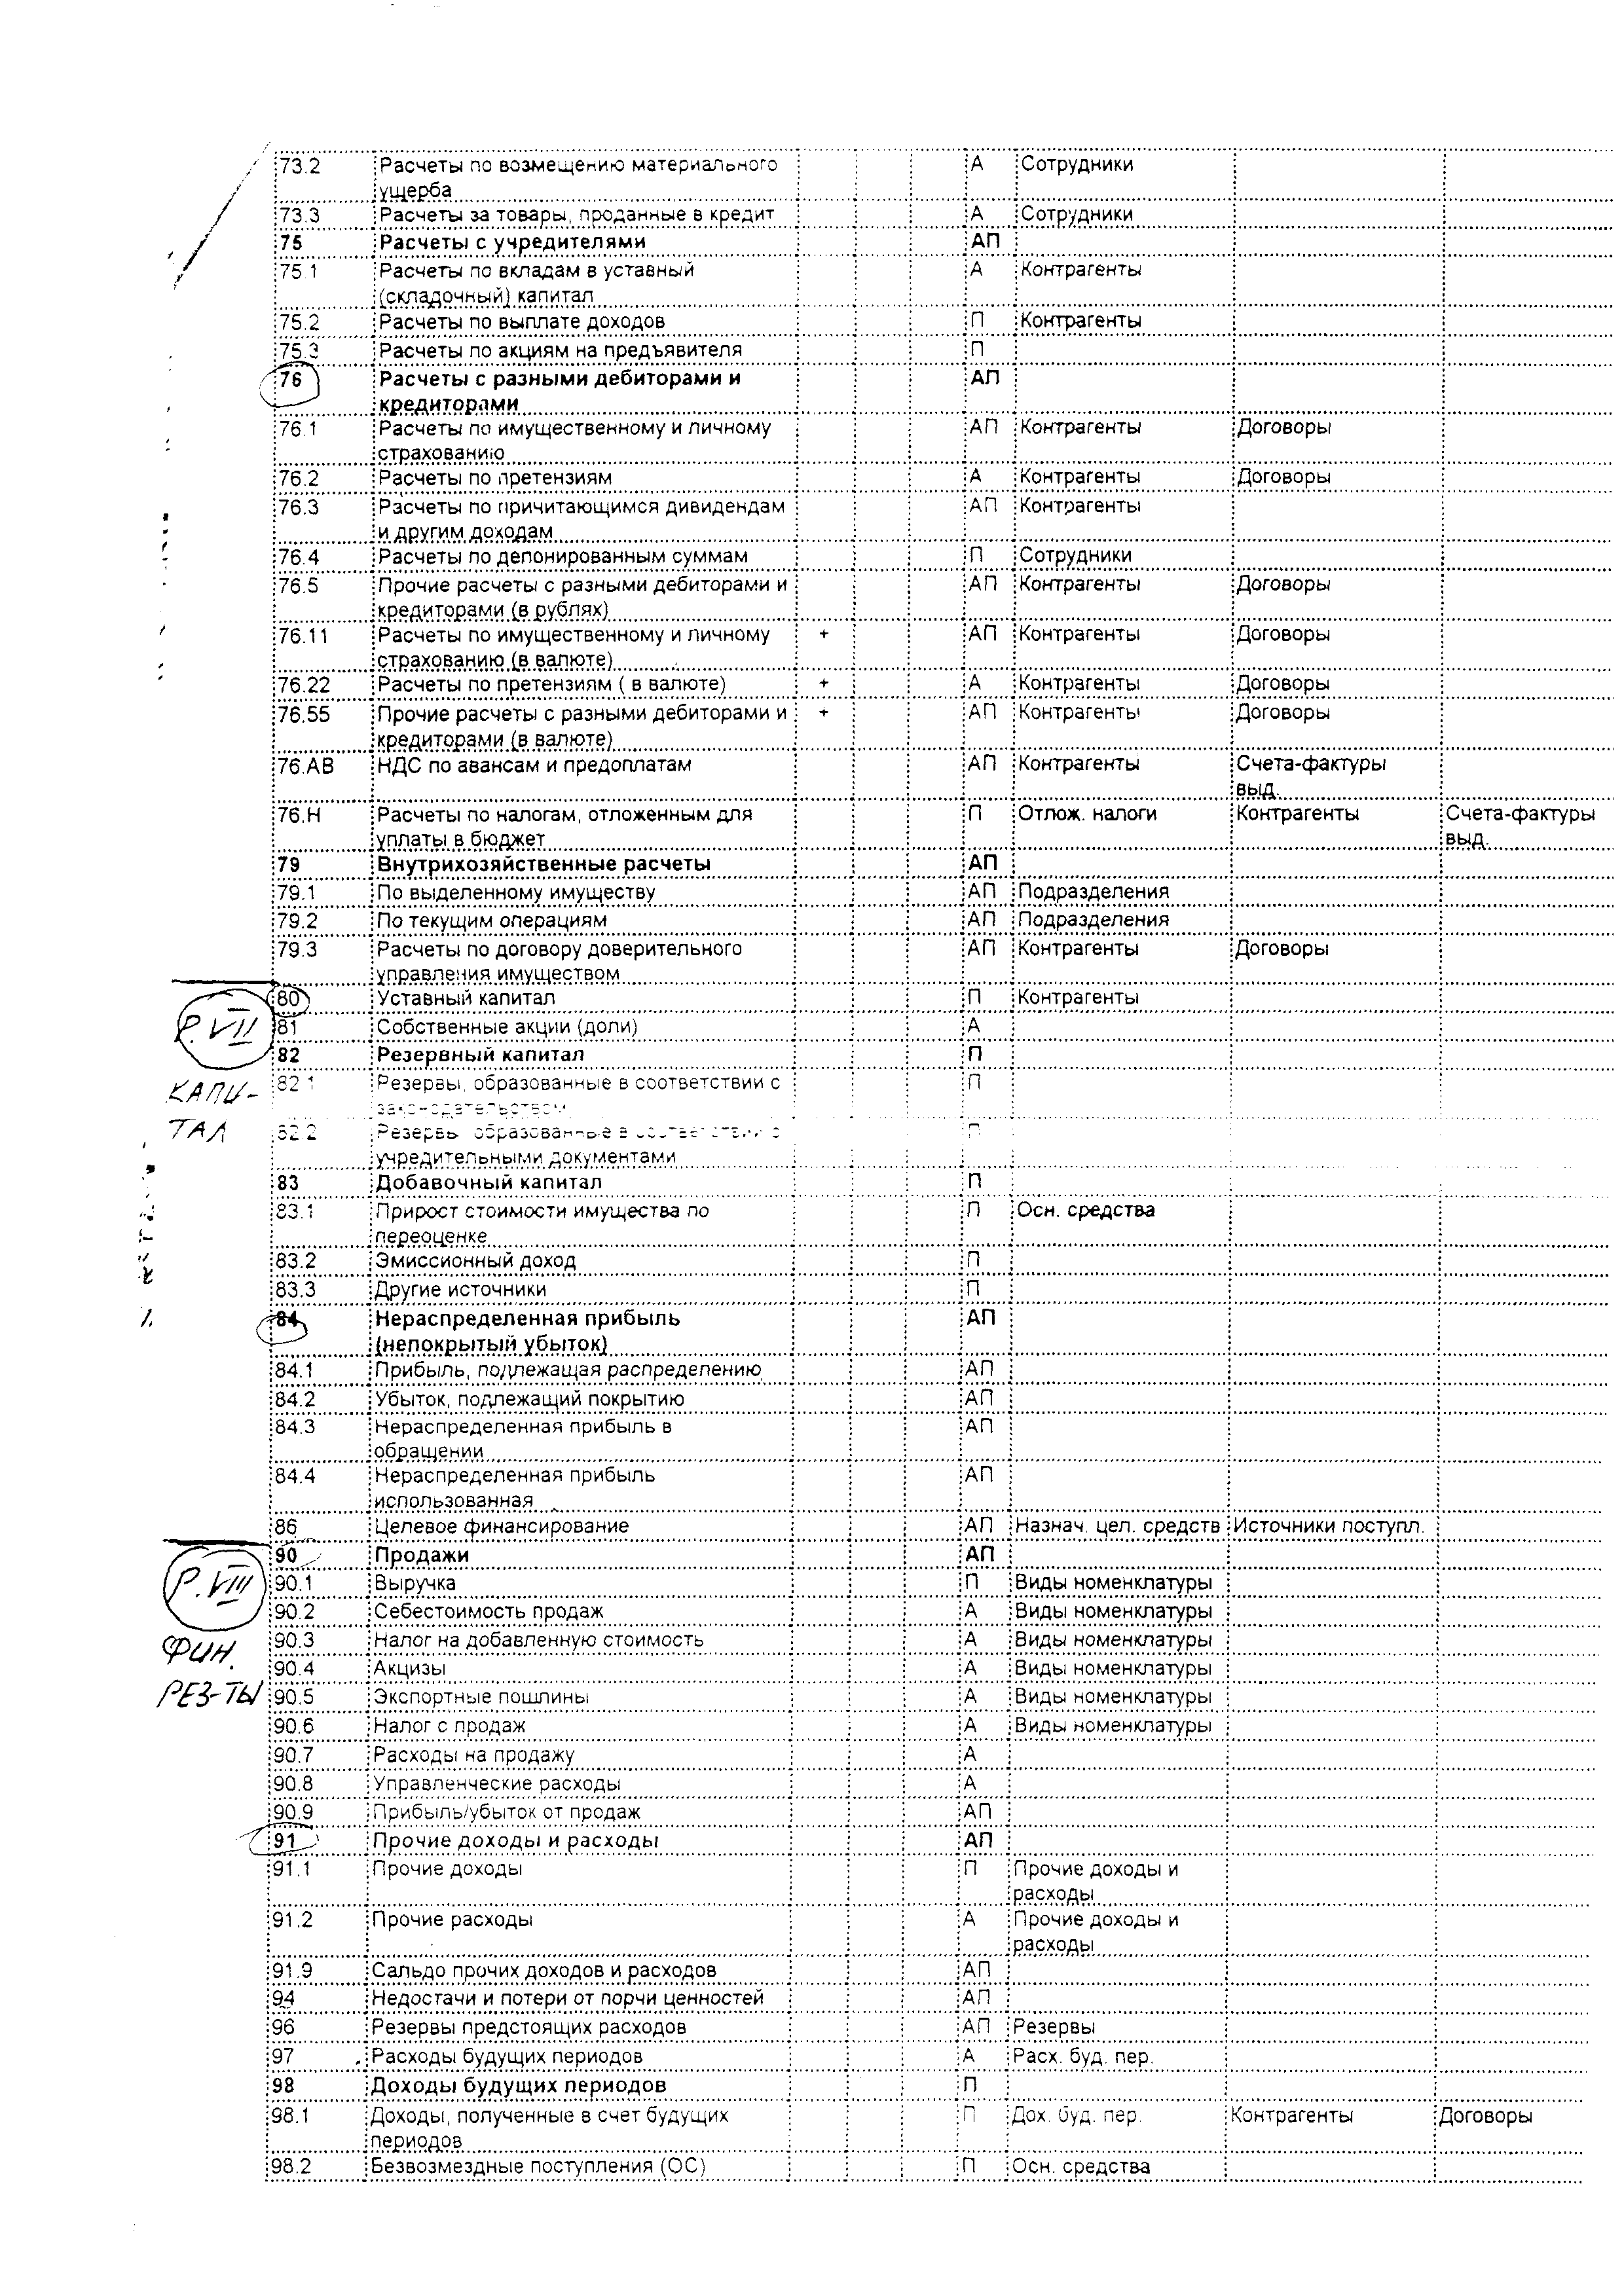 73.2 Расчеты по возмещению материального А Сотрудники
ущерба
73.3 Расчеты за товары, проданные в кредит А Сотрудники
75 Расчеты с учредителями АП
75.1 Расчеты по вкладам в уставный А Контрагенты
(складочный) капитал
75.2 Расчеты по выплате доходов П Контрагенты
75.3 Расчеты по акциям на предъявителя П
76 Расчеты с разными дебиторами и АП
кредиторами
76.1 Расчеты по имущественному и личному АП Контрагенты Договоры
страхованию
76.2 Расчеты по претензиям А Контрагенты Договоры
76.3 Расчеты по причитающимся дивидендам АП Контрагенты
и другим доходам
76.4 Расчеты по депонированным суммам П Сотрудники
76.5 Прочие расчеты с разными дебиторами и АП Контрагенты Договоры
кредиторами (в рублях)
76.11 Расчеты по имущественному и личному + АП Контрагенты Договоры
страхованию (в валюте)
76.22 Расчеты по претензиям ( в валюте) + А Контрагенты Договоры
76.55 Прочие расчеты с разными дебиторами и + АП Контрагенты Договоры
кредиторами (в валюте)
76.АВ НДС по авансам и предоплатам АП Контрагенты Счета-фактуры
выд.
76.Н Расчеты по налогам, отложенным для П Отлож. налоги Контрагенты Счета-фактуры
уплаты в бюджет выд.
79 Внутрихозяйственные расчеты АП
79.1 По выделенному имуществу АП Подразделения
79.2 По текущим операциям АП Подразделения
79.3 Расчеты по договору доверительного АП Контрагенты Договоры
управления имуществом
80 Уставный капитал П Контрагенты
Р. VII 81 Собственные акции (доли) А
82 Резервный капитал П
КАПИ- 82.1 Резервы, образованные в соответствии с П
законодательством
ТАЛ 82.2 Резервы, образованные в соответствии с П
учредительными документами
83 Добавочный капитал П
83.1 Прирост стоимости имущества по П Осн. средства
переоценке
83.2 Эмиссионный доход П
83.3 Другие источники П
84 Нераспределенная прибыль АП
(непокрытый убыток)
84.1 Прибыль, подлежащая распределению АП
84.2 Убыток, подлежащий покрытию АП
84.3 Нераспределенная прибыль в АП
обращении
84.4 Нераспределенная прибыль АП
использованная
86 Целевое финансирование АП Назнач. цел. средств Источники поступл.
90 Продажи АП
Р. VIII 90.1 Выручка П Виды номенклатуры
90.2 Себестоимость продаж А Виды номенклатуры
ФИН. 90.3 Налог на добавленную стоимость А Виды номенклатуры
90.4 Акцизы А Виды номенклатуры
РЕЗ-ТЫ 90.5 Экспортные пошлины А Виды номенклатуры
90.6 Налог с продаж А Виды номенклатуры
90.7 Расходы на продажу А
90.8 Управленческие расходы А
90.9 Прибыль/убыток от продаж АП
91 Прочие доходы и расходы АП
91.1 Прочие доходы П Прочие доходы и
расходы
91.2 Прочие расходы А Прочие доходы и
расходы
91.9 Сальдо прочих доходов и расходов АП
94 Недостачи и потери от порчи ценностей АП
96 Резервы предстоящих расходов АП Резервы
97 Расходы будущих периодов А Расх. буд. пер.
98 Доходы будущих периодов П
98.1 Доходы, полученные в счет будущих П Дох. буд. пер. Контрагенты Договоры
периодов
98.2 Безвозмездные поступления (ОС) П Осн. средства